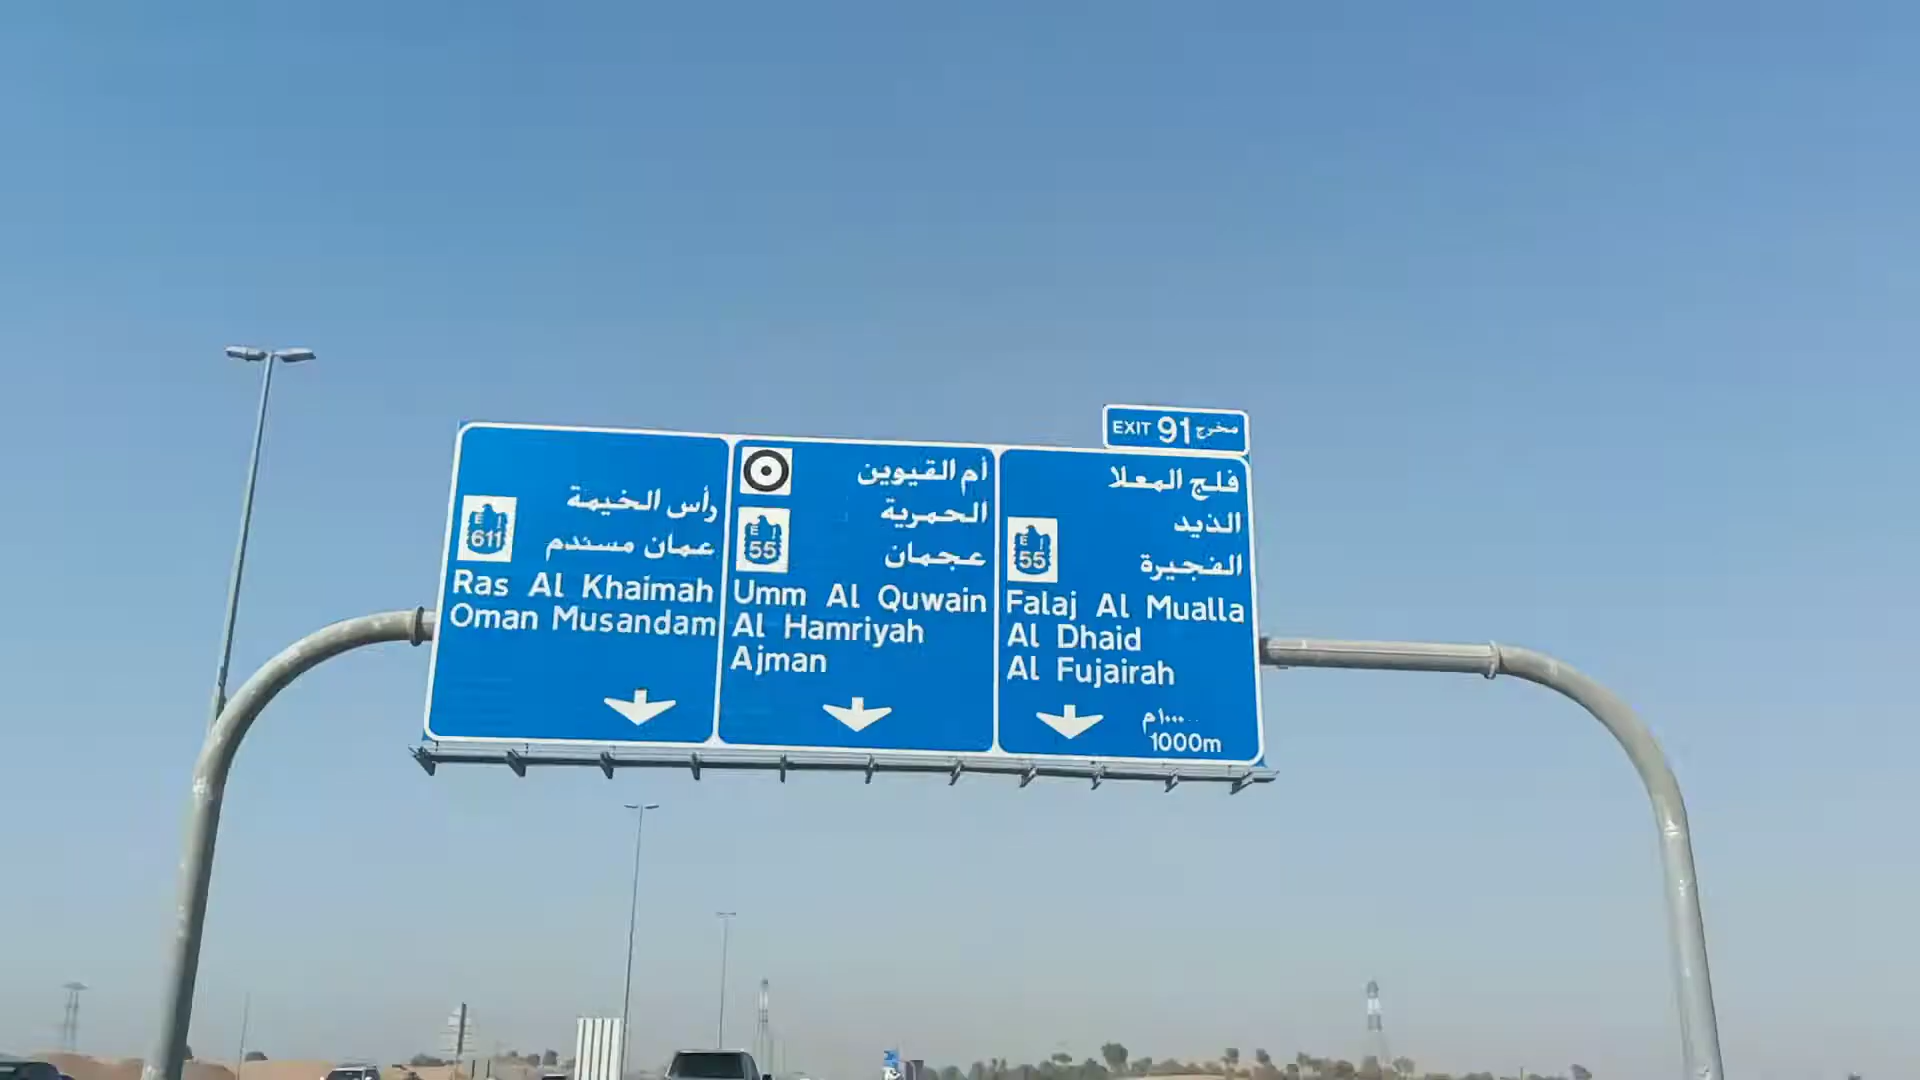 رأس الخيمة
عمان مسندم
E 611
Ras Al Khaimah
Oman Musandam
أم القيوين
الحمرية
عجمان
E 55
Umm Al Quwain
Al Hamriyah
Ajman
EXIT 91 مخرج
فلج المعلا
الذيد
الفجيرة
E 55
Falaj Al Mualla
Al Dhaid
Al Fujairah
١٠٠٠م
1000m